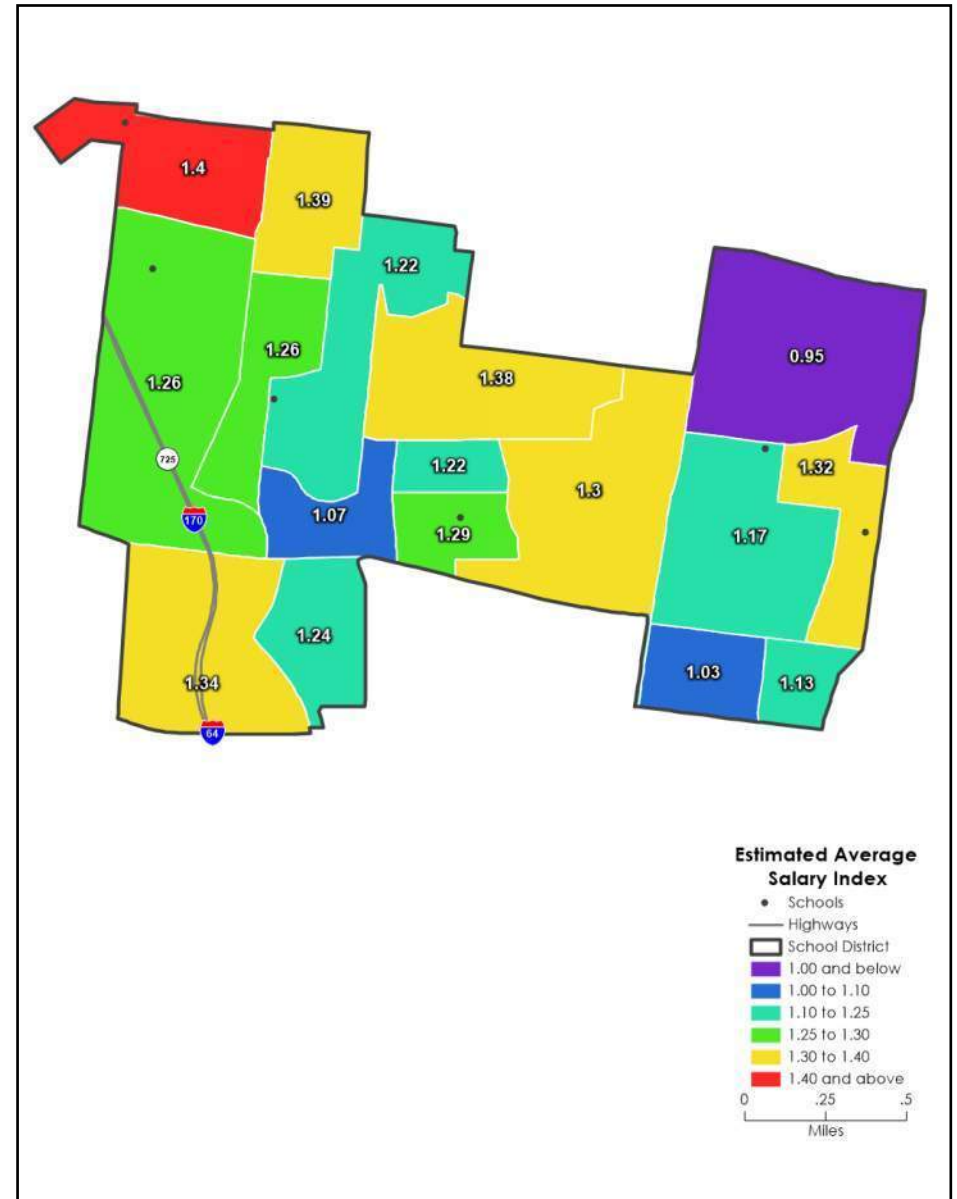 1.4
1.39
1.22
0.95
1.26
1.26
1.38
1.32
725
1.22
1.3
170
1.07
1.29
1.17
1.24
1.34
1.03
1.13
64
Estimated Average
Salary Index
Schools
Highways
School District
1.00 and below
1.00 to 1.10
1.10 to 1.25
1.25 to 1.30
1.30 to 1.40
1.40 and above
0 .25 .5
Miles